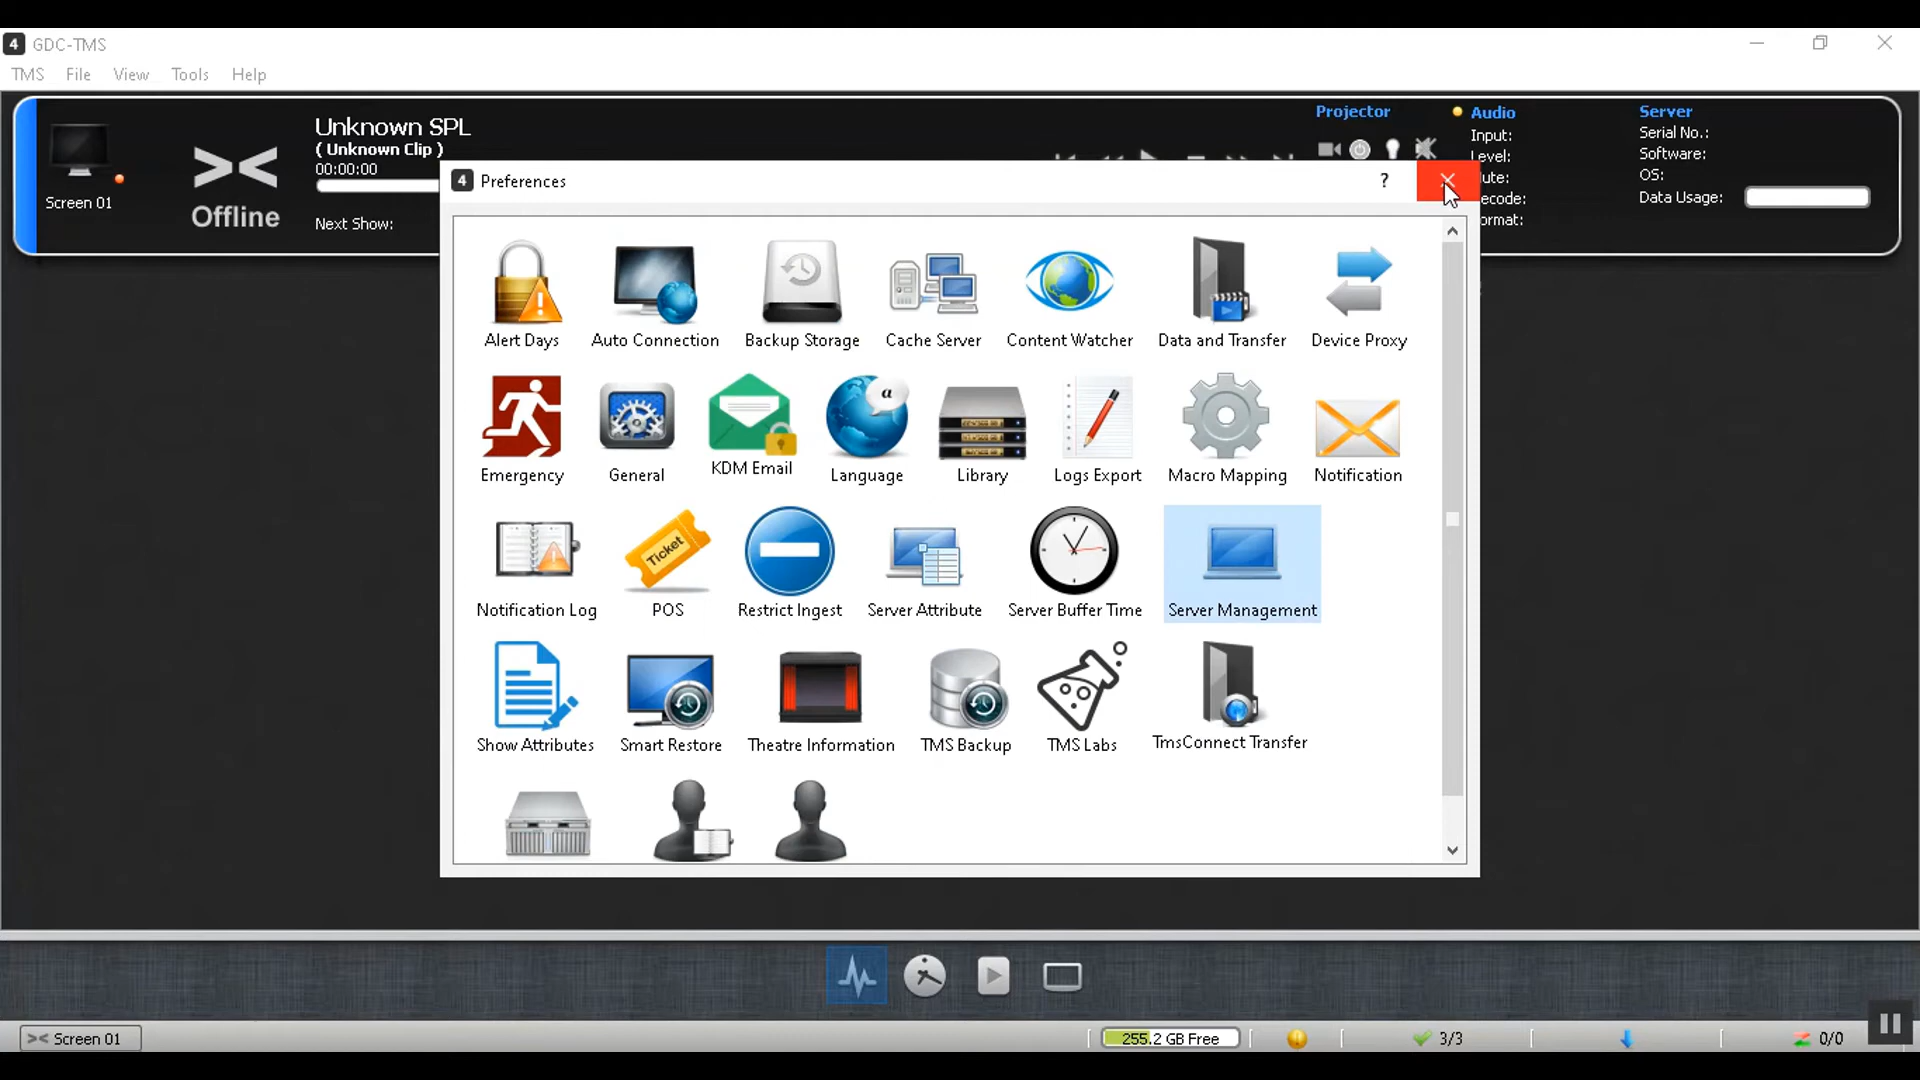 4 GDC-TMS
TMS File View Tools Help
Screen 01
Offline
Unknown SPL
( Unknown Clip )
00:00:00
Next Show:
Projector
Audio
Input:
Level:
Server
Serial No.:
Software:
OS:
Data Usage:
4 Preferences ?
Alert Days Auto Connection Backup Storage Cache Server Content Watcher Data and Transfer Device Proxy
Emergency General KDM Email Language Library Logs Export Macro Mapping Notification
Ticket
Notification Log POS Restrict Ingest Server Attribute Server Buffer Time Server Management
Show Attributes Smart Restore Theatre Information TMS Backup TMS Labs TmsConnect Transfer
>< Screen 01 255.2 GB Free 3/3 0/0